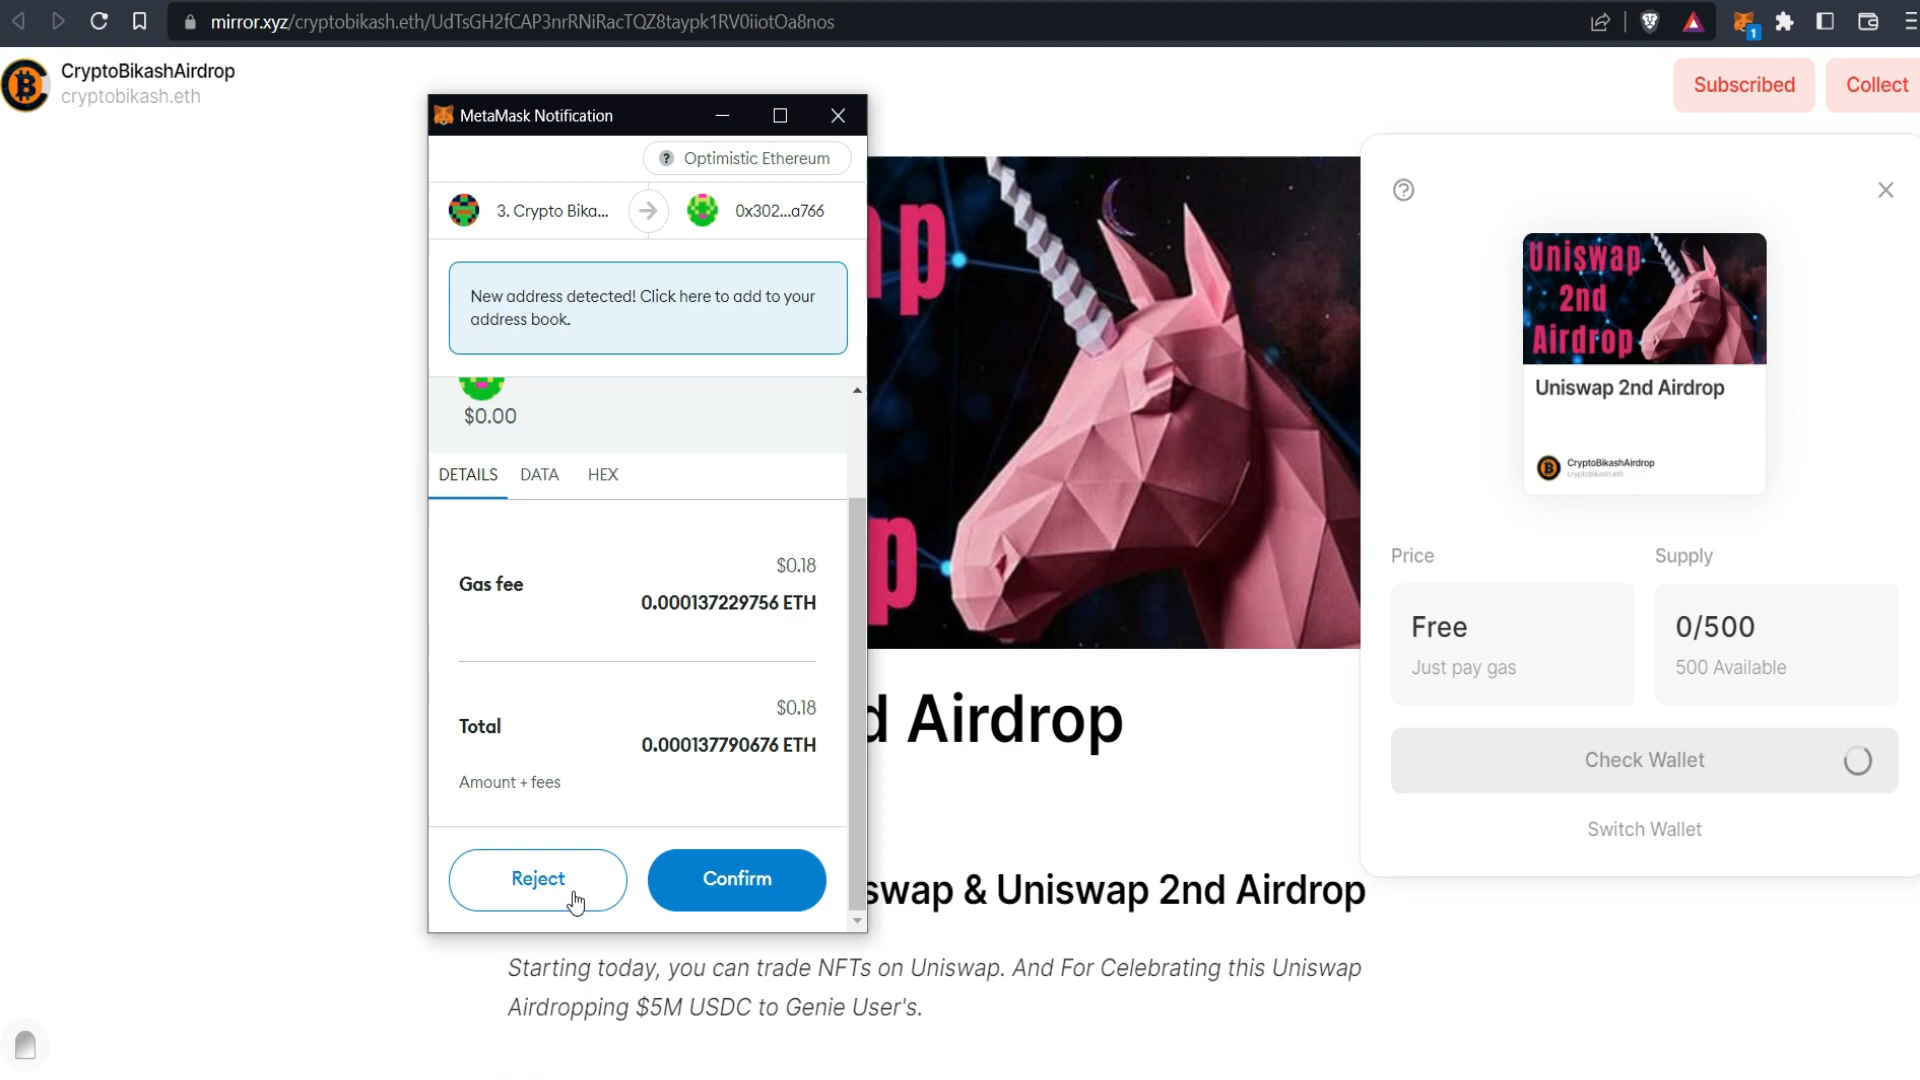 mirror.xyz/cryptobikash.eth/UdTsGH2fCAP3nrRNiRacTQZ8taypk1RV0iiotOa8nos
1
CryptoBikashAirdrop
cryptobikash.eth
Subscribed
Collect
MetaMask Notification
? Optimistic Ethereum
3. Crypto Bika...
0x302...a766
New address detected! Click here to add to your
address book.
$0.00
DETAILS DATA HEX
$0.18
Gas fee
0.000137229756 ETH
$0.18
Total
0.000137790676 ETH
Amount + fees
Reject
Confirm
ap
p
d Airdrop
swap & Uniswap 2nd Airdrop
Starting today, you can trade NFTs on Uniswap. And For Celebrating this Uniswap
Airdropping $5M USDC to Genie User's.
?
Uniswap
2nd
Airdrop
Uniswap 2nd Airdrop
CryptoBikashAirdrop
cryptobikash.eth
Price
Supply
Free
0/500
Just pay gas
500 Available
Check Wallet
Switch Wallet